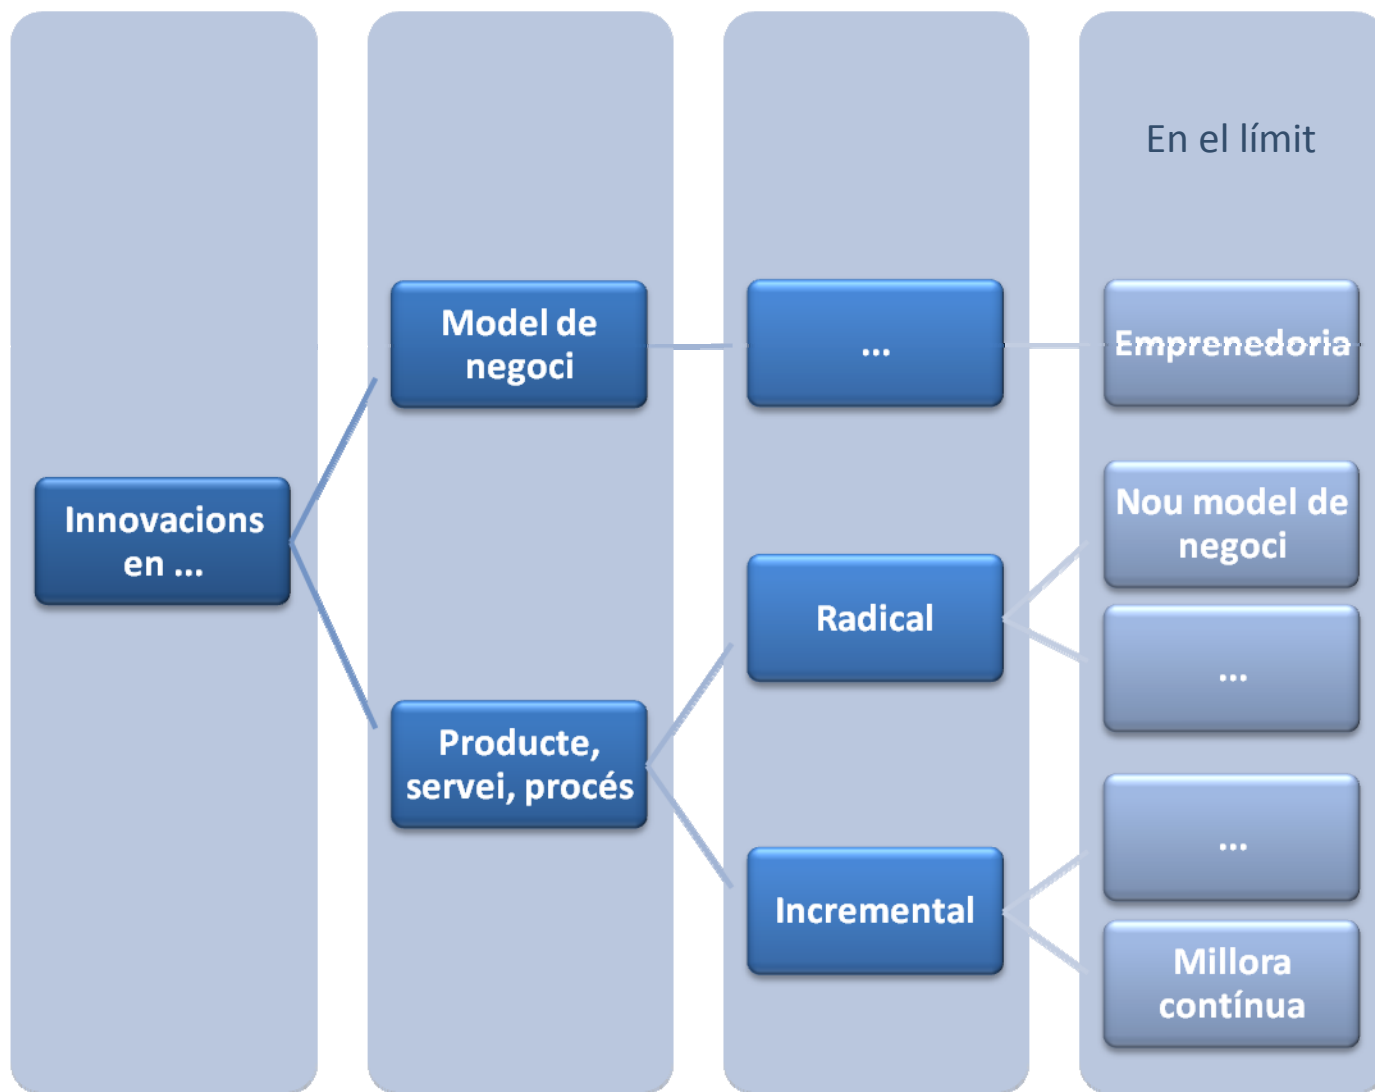 En el límit
Model de
negoci
...
Emprenedoria
Innovacions
en ...
Nou model de
negoci
Radical
...
Producte,
servei, procés
...
Incremental
Millora
contínua